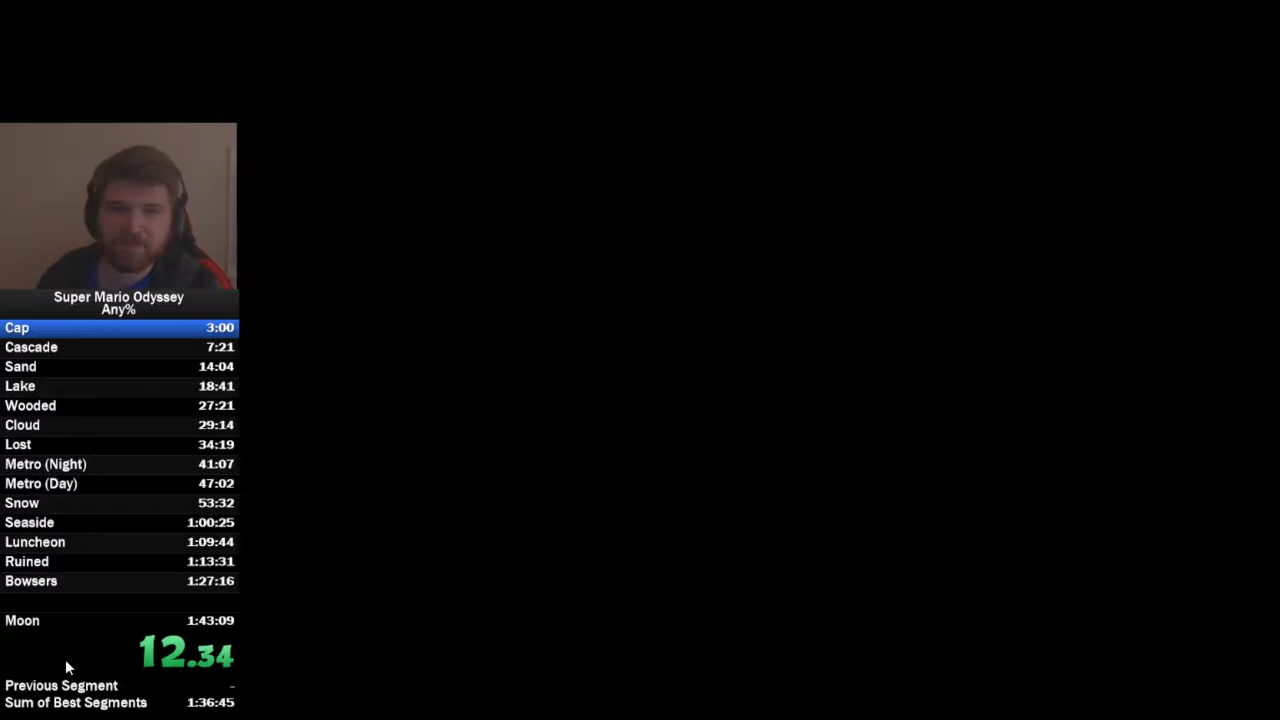 Super Mario Odyssey
Any%
Cap 3:00
Cascade 7:21
Sand 14:04
Lake 18:41
Wooded 27:21
Cloud 29:14
Lost 34:19
Metro (Night) 41:07
Metro (Day) 47:02
Snow 53:32
Seaside 1:00:25
Luncheon 1:09:44
Ruined 1:13:31
Bowsers 1:27:16
Moon 1:43:09
12.34
Previous Segment -
Sum of Best Segments 1:36:45